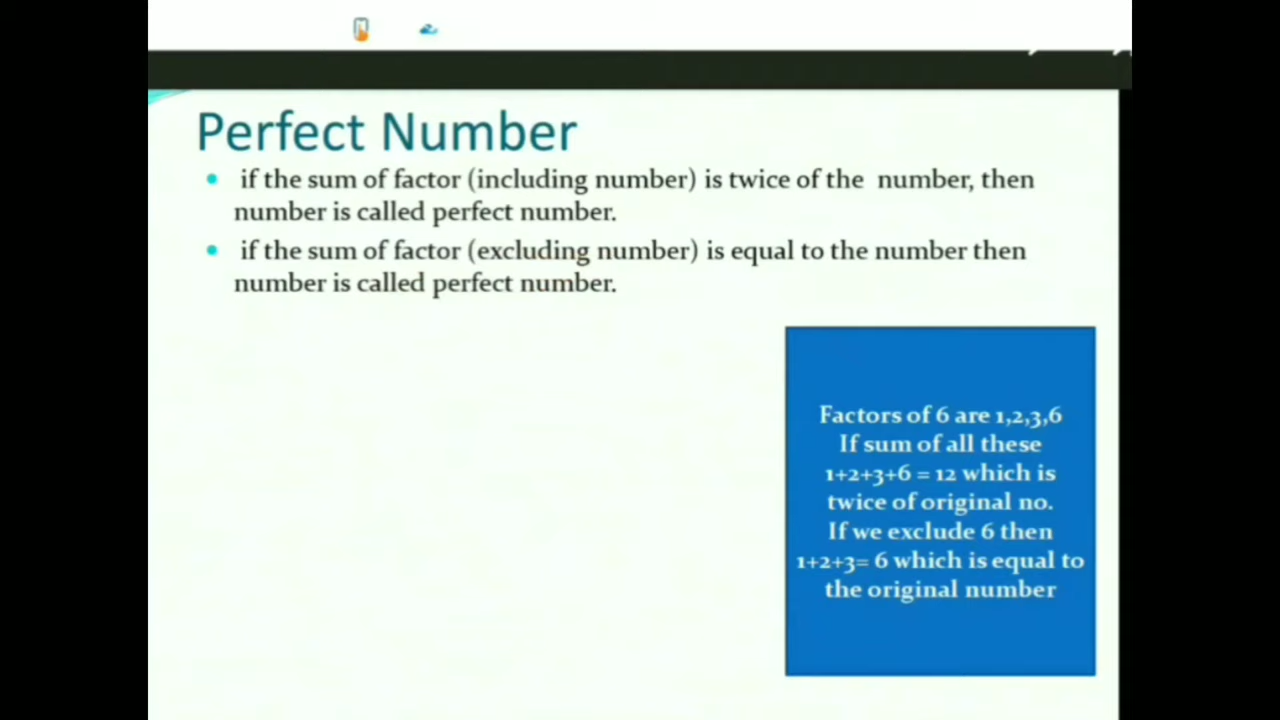 Perfect Number
if the sum of factor (including number) is twice of the number, then
number is called perfect number.
if the sum of factor (excluding number) is equal to the number then
number is called perfect number.
Factors of 6 are 1,2,3,6
If sum of all these
1+2+3+6 = 12 which is
twice of original no.
If we exclude 6 then
1+2+3= 6 which is equal to
the original number